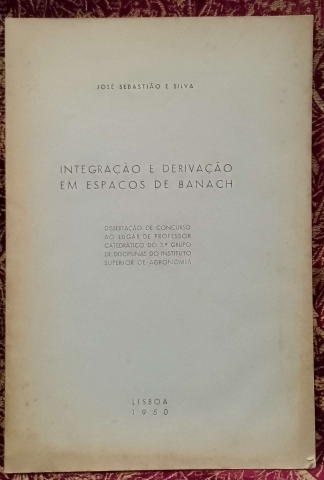 JOSÉ SEBASTIÃO E SILVA
INTEGRAÇÃO E DERIVAÇÃO
EM ESPAÇOS DE BANACH
DISSERTAÇÃO DE CONCURSO
AO LUGAR DE PROFESSOR
CATEDRÁTICO DO 3.º GRUPO
DE DISCIPLINAS DO INSTITUTO
SUPERIOR DE AGRONOMIA
LISBOA
1950